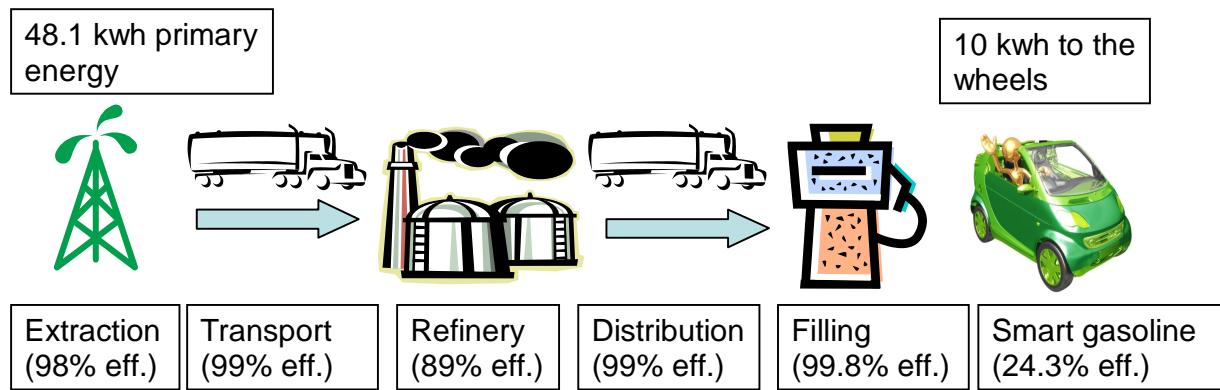 48.1 kwh primary
energy
10 kwh to the
wheels
Extraction
(98% eff.)
Transport
(99% eff.)
Refinery
(89% eff.)
Distribution
(99% eff.)
Filling
(99.8% eff.)
Smart gasoline
(24.3% eff.)